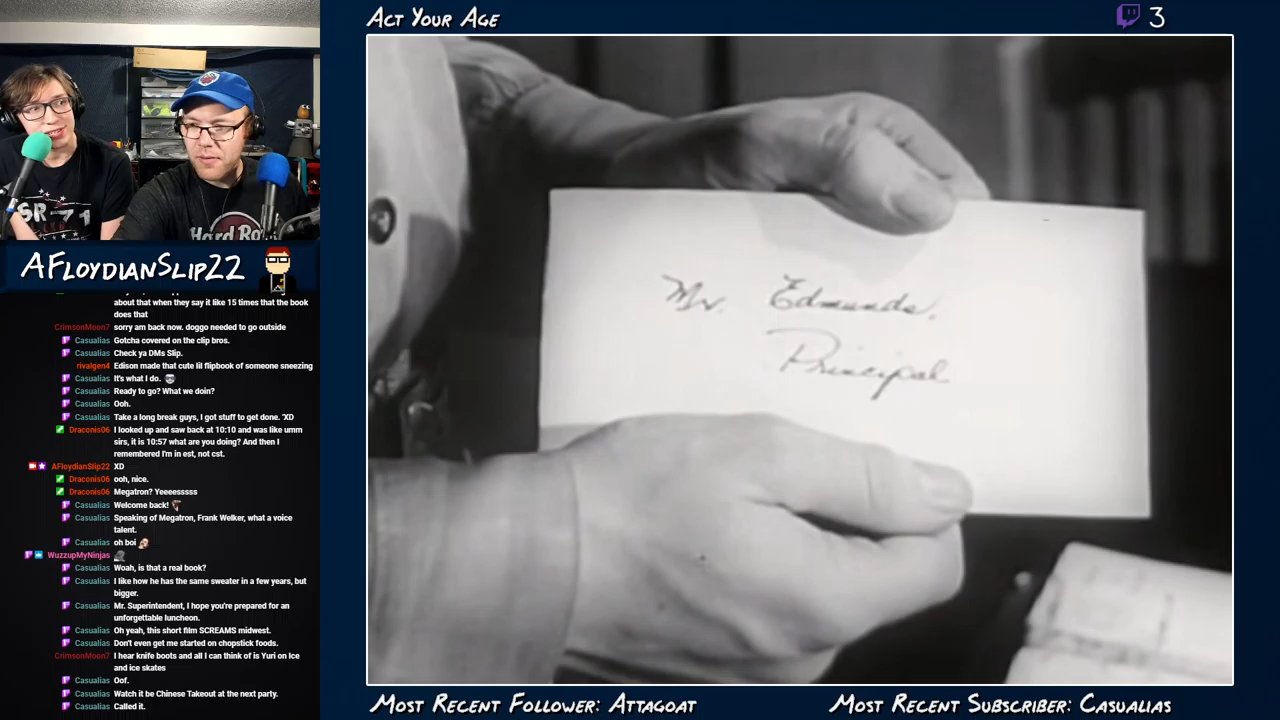 Act Your Age
3
SR 71
Hard Ro
AFloydianSlip22
Mr. Edmunds,
Principal
about that when they say it like 15 times that the book
does that
CrimsonMoon7 sorry am back now. doggo needed to go outside
Casualias Gotcha covered on the clip bros.
Casualias Check ya DMs Slip.
rivalgen4 Edison made that cute lil flipbook of someone sneezing
Casualias It's what I do.
Casualias Ready to go? What we doin?
Casualias Ooh.
Casualias Take a long break guys, I got stuff to get done. 'XD
Draconis06 I looked up and saw back at 10:10 and was like umm
sirs, it is 10:57 what are you doing? And then I
remembered I'm in est, not cst.
AFloydianSlip22 XD
Draconis06 ooh, nice.
Draconis06 Megatron? Yeeeesssss
Casualias Welcome back!
Casualias Speaking of Megatron, Frank Welker, what a voice
talent.
Casualias oh boi
WuzzupMyNinjas
Casualias Woah, is that a real book?
Casualias I like how he has the same sweater in a few years, but
bigger.
Casualias Mr. Superintendent, I hope you're prepared for an
unforgettable luncheon.
Casualias Oh yeah, this short film SCREAMS midwest.
Casualias Don't even get me started on chopstick foods.
CrimsonMoon7 I hear knife boots and all I can think of is Yuri on Ice
and ice skates
Casualias Oof.
Casualias Watch it be Chinese Takeout at the next party.
Casualias Called it.
Most Recent Follower: Attagoat
Most Recent Subscriber: Casualias